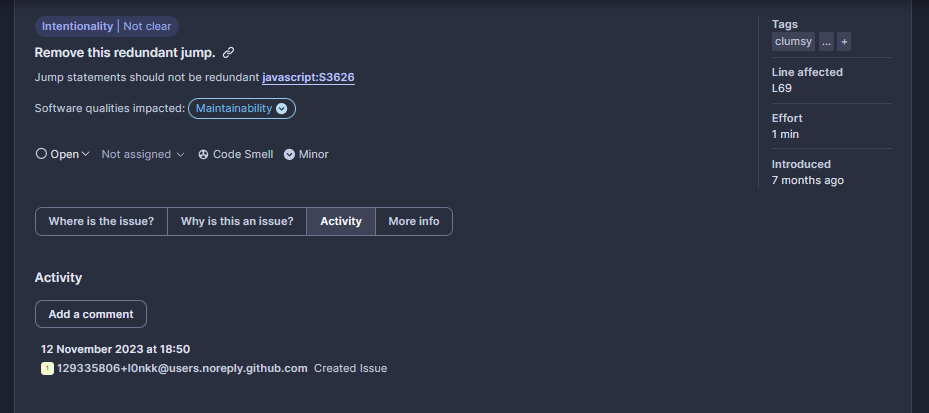 Intentionality | Not clear
Remove this redundant jump.
Jump statements should not be redundant javascript:S3626
Software qualities impacted: Maintainability
Open Not assigned Code Smell Minor
Tags
clumsy ... +
Line affected
L69
Effort
1 min
Introduced
7 months ago
Where is the issue? Why is this an issue? Activity More info
Activity
Add a comment
12 November 2023 at 18:50
1 129335806+l0nkk@users.noreply.github.com Created Issue